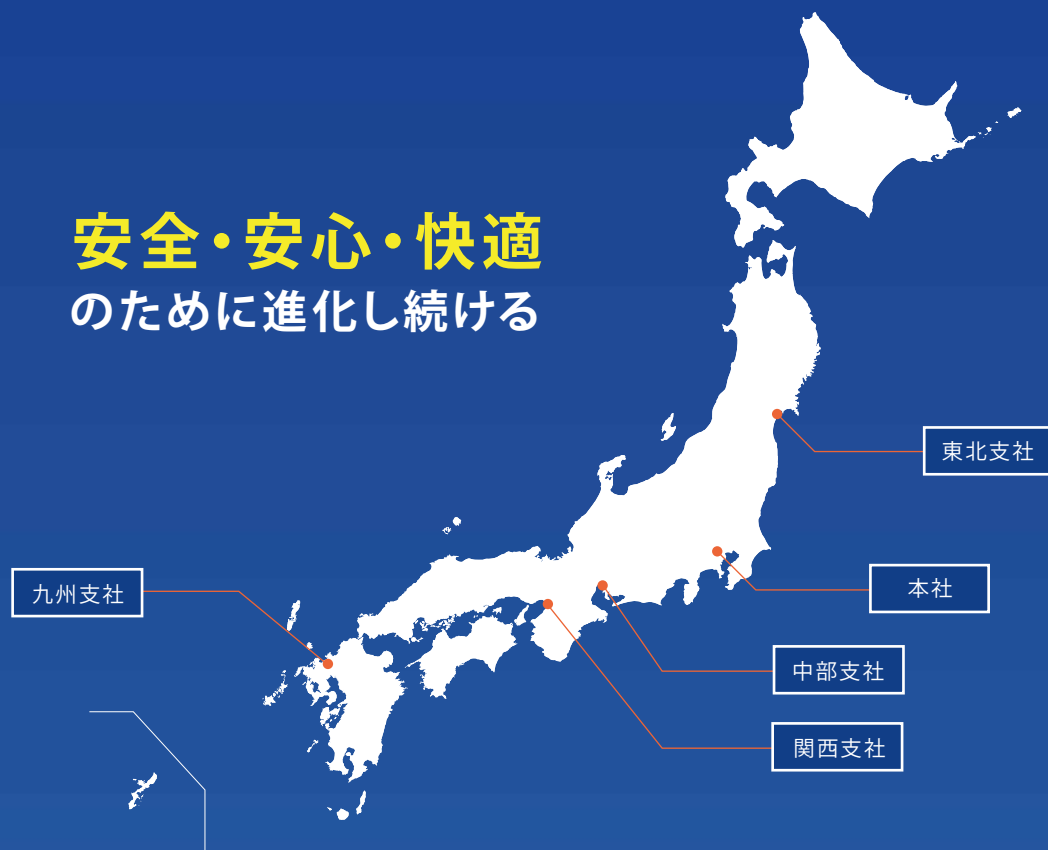 安全・安心・快適
のために進化し続ける
東北支社
本社
九州支社
中部支社
関西支社